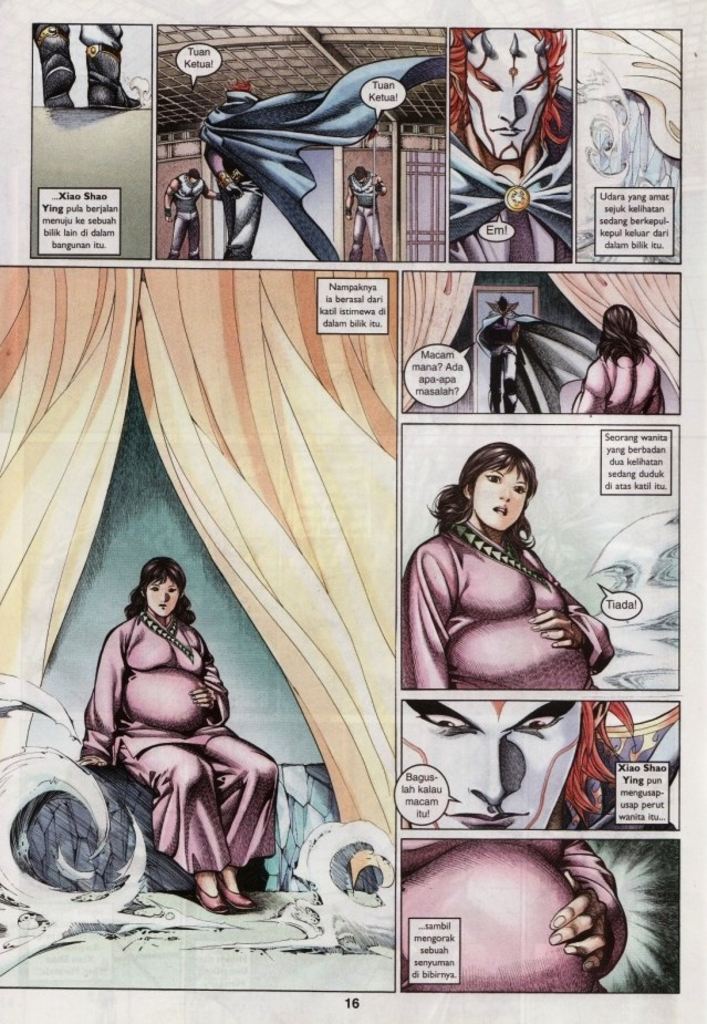 ...Xiao Shao
Ying pula berjalan
menuju ke sebuah
bilik lain di dalam
bangunan itu.
Tuan
Ketua!
Tuan
Ketua!
Em!
Udara yang amat
sejuk kelihatan
sedang berkepul-
kepul keluar dari
dalam bilik itu.
Nampaknya
ia berasal dari
katil istimewa di
dalam bilik itu.
Macam
mana? Ada
apa-apa
masalah?
Seorang wanita
yang berbadan
dua kelihatan
sedang duduk
di atas katil itu.
Tiada!
Bagus-
lah kalau
macam
itu!
Xiao Shao
Ying pun
mengusap-
usap perut
wanita itu...
...sambil
mengorak
sebuah
senyuman
di bibirnya.
16